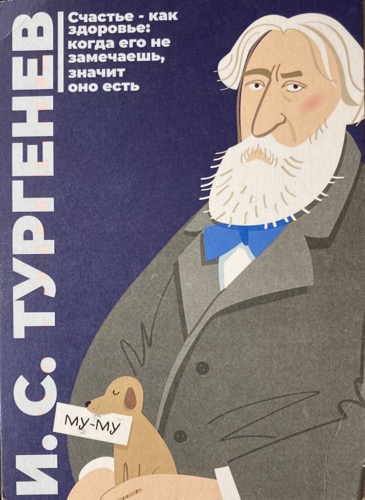 И. С. ТУРГЕНЕВ
Счастье - как
здоровье:
когда его не
замечаешь,
значит
оно есть
МУ-МУ